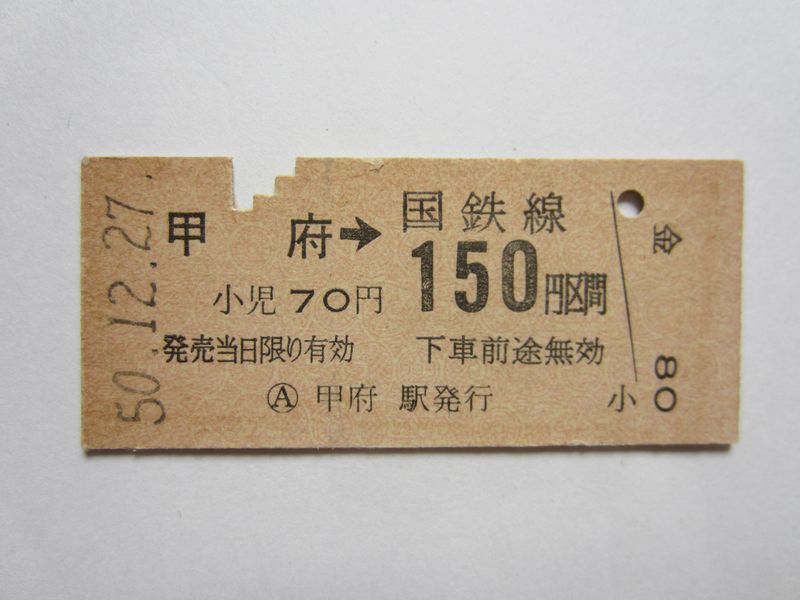 50.12.27.
甲府→国鉄線
150円区間
小児70円
発売当日限り有効 下車前途無効
Ⓐ 甲府 駅発行
小
金 80